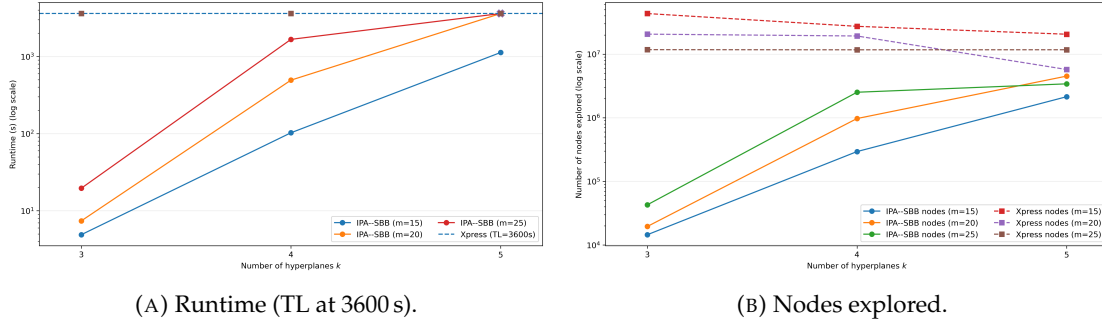 Runtime (s) (log scale)
10³
10²
10¹
3
4
5
Number of hyperplanes k
IPA--SBB (m=15)
IPA--SBB (m=20)
IPA--SBB (m=25)
Xpress (TL=3600s)
(A) Runtime (TL at 3600 s).
Number of nodes explored (log scale)
10⁷
10⁶
10⁵
10⁴
3
4
5
Number of hyperplanes k
IPA--SBB nodes (m=15)
IPA--SBB nodes (m=20)
IPA--SBB nodes (m=25)
Xpress nodes (m=15)
Xpress nodes (m=20)
Xpress nodes (m=25)
(B) Nodes explored.